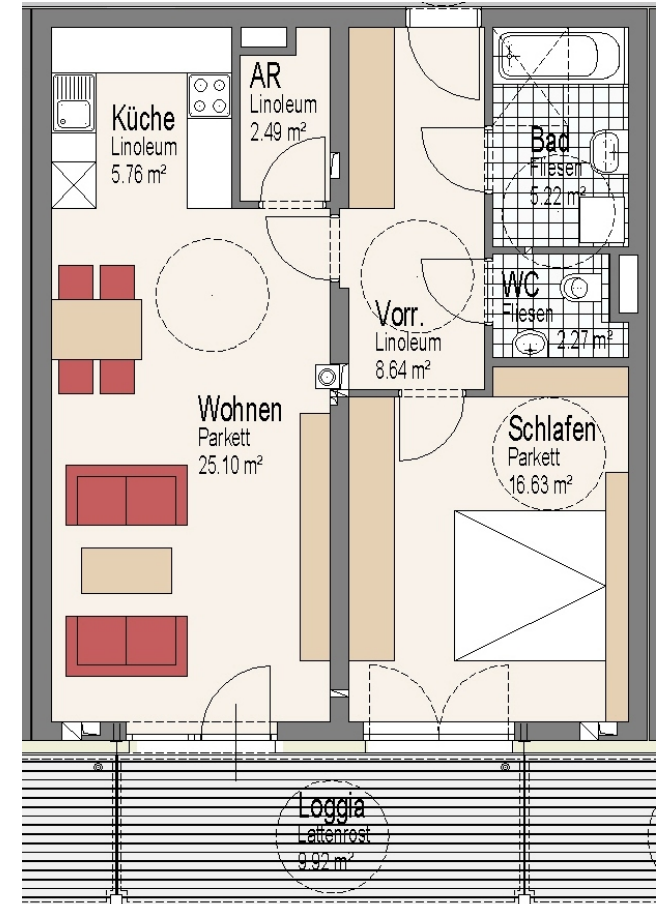 AR
Linoleum
2.49 m²
Küche
Linoleum
5.76 m²
Bad
Fliesen
5.22 m²
WC
Fliesen
2.27 m²
Vorr.
Linoleum
8.64 m²
Wohnen
Parkett
25.10 m²
Schlafen
Parkett
16.63 m²
Loggia
Lattenrost
9.92 m²